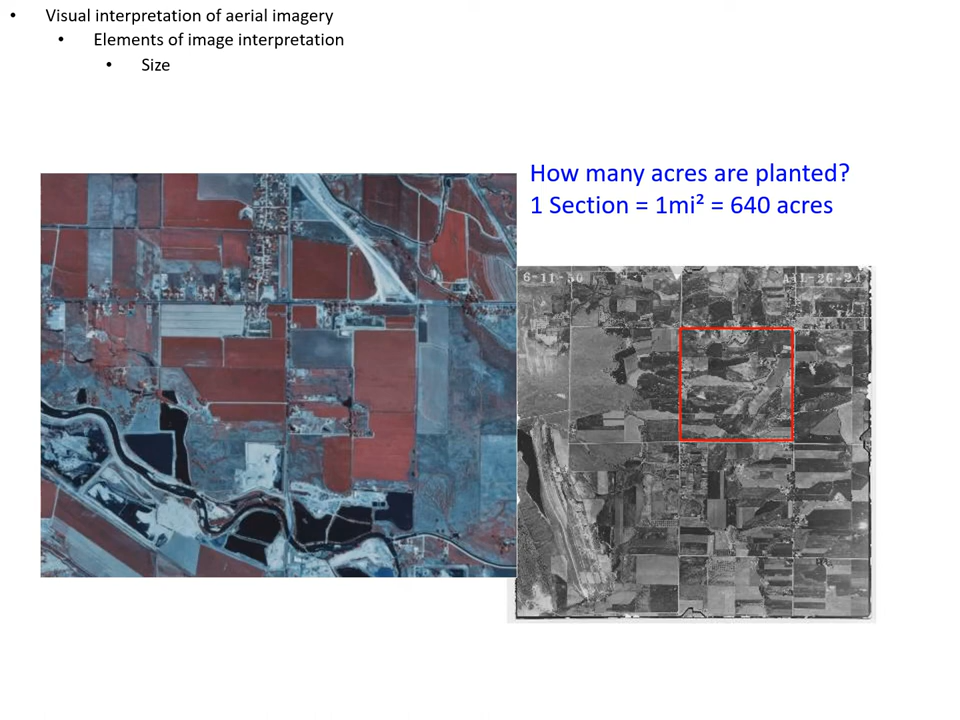 Visual interpretation of aerial imagery
Elements of image interpretation
Size
How many acres are planted?
1 Section = 1mi² = 640 acres
6-11-50